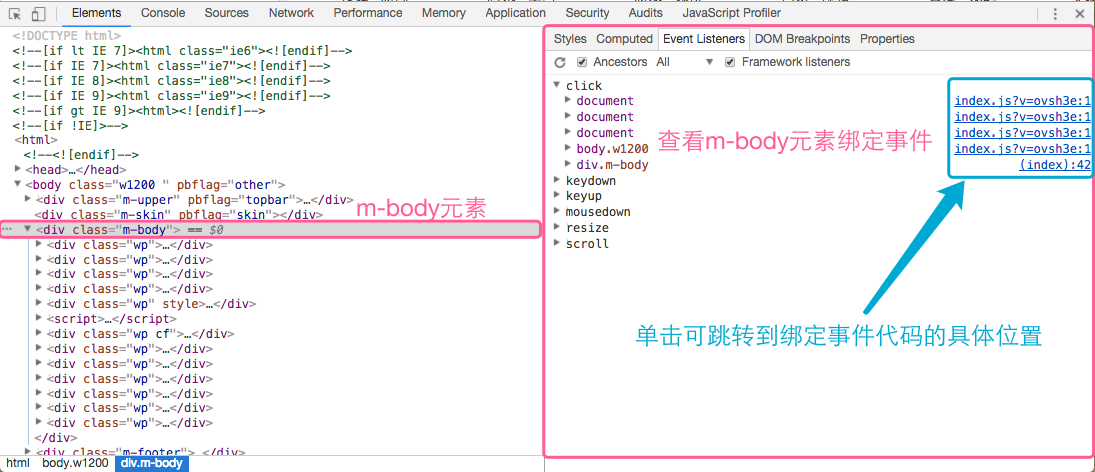 Elements Console Sources Network Performance Memory Application Security Audits JavaScript Profiler
<!DOCTYPE html>
<!--[if lt IE 7]><html class="ie6"><![endif]-->
<!--[if IE 7]><html class="ie7"><![endif]-->
<!--[if IE 8]><html class="ie8"><![endif]-->
<!--[if IE 9]><html class="ie9"><![endif]-->
<!--[if gt IE 9]><html><![endif]-->
<!--[if !IE]>-->
<html>
<!--<![endif]-->
<head>…</head>
<body class="w1200 " pbflag="other">
<div class="m-upper" pbflag="topbar">…</div>
<div class="m-skin" pbflag="skin"></div>
m-body元素
… <div class="m-body"> == $0
<div class="wp">…</div>
<div class="wp">…</div>
<div class="wp">…</div>
<div class="wp">…</div>
<div class="wp" style>…</div>
<script>…</script>
<div class="wp cf">…</div>
<div class="wp">…</div>
<div class="wp">…</div>
<div class="wp">…</div>
<div class="wp">…</div>
<div class="wp">…</div>
<div class="wp">…</div>
</div>
<div class="m-footer">…</div>
html body.w1200 div.m-body
Styles Computed Event Listeners DOM Breakpoints Properties
Ancestors All Framework listeners
click
document index.js?v=ovsh3e:1
document index.js?v=ovsh3e:1
document index.js?v=ovsh3e:1
body.w1200 index.js?v=ovsh3e:1
div.m-body (index):42
查看m-body元素绑定事件
keydown
keyup
mousedown
resize
scroll
单击可跳转到绑定事件代码的具体位置